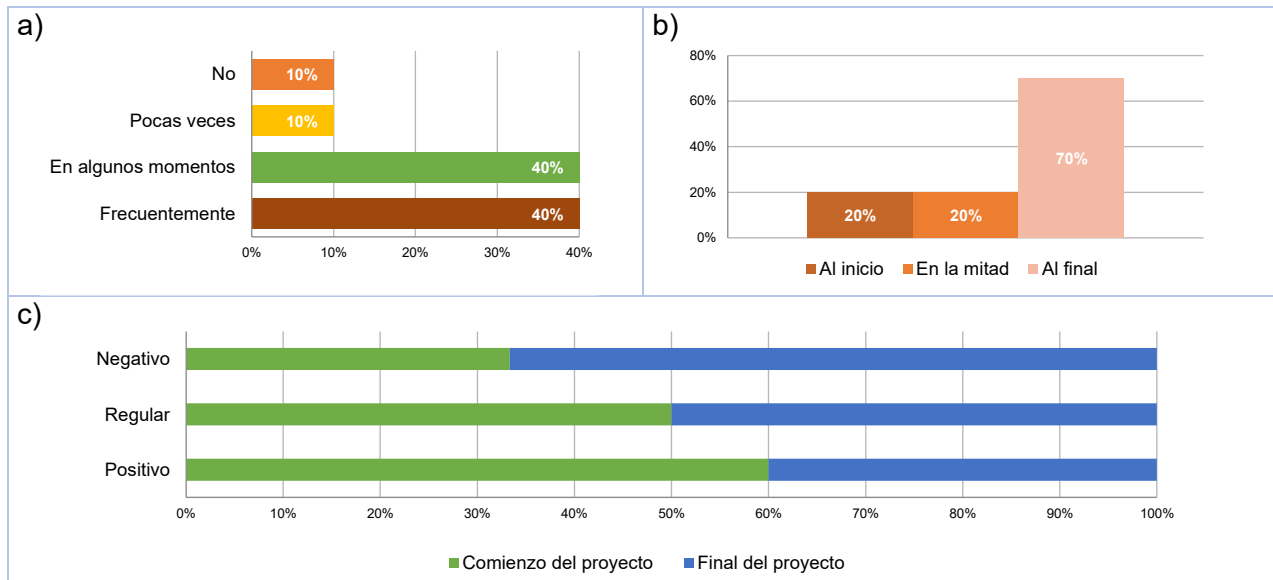 a)
No
10%
Pocas veces
10%
En algunos momentos
40%
Frecuentemente
40%
0% 10% 20% 30% 40%
b)
80%
60%
40%
20%
0%
20% 20% 70%
Al inicio En la mitad Al final
c)
Negativo
Regular
Positivo
0% 10% 20% 30% 40% 50% 60% 70% 80% 90% 100%
Comienzo del proyecto Final del proyecto